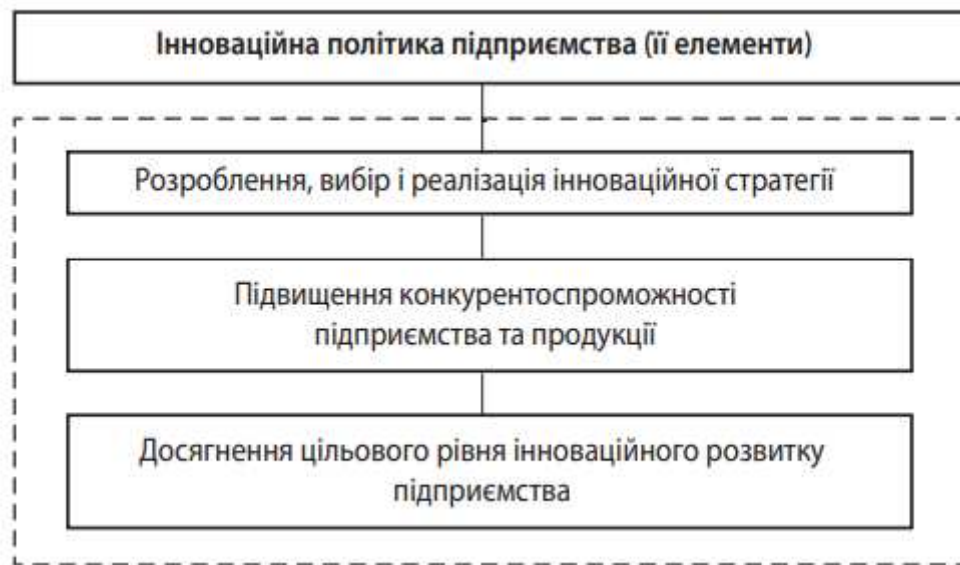 Інноваційна політика підприємства (її елементи)
Розроблення, вибір і реалізація інноваційної стратегії
Підвищення конкурентоспроможності
підприємства та продукції
Досягнення цільового рівня інноваційного розвитку
підприємства